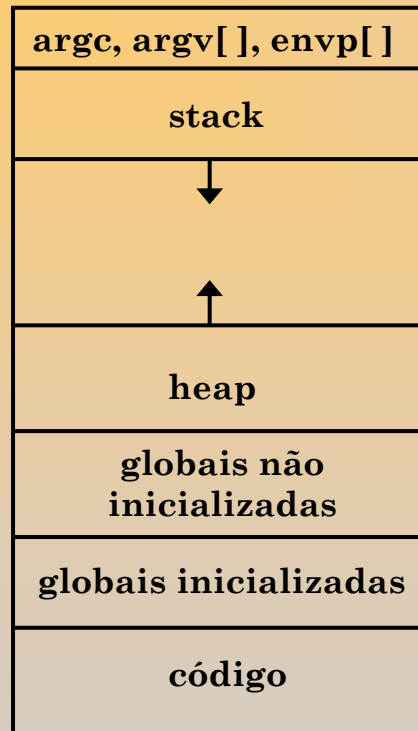 argc, argv[ ], envp[ ]
stack
heap
globais não
inicializadas
globais inicializadas
código